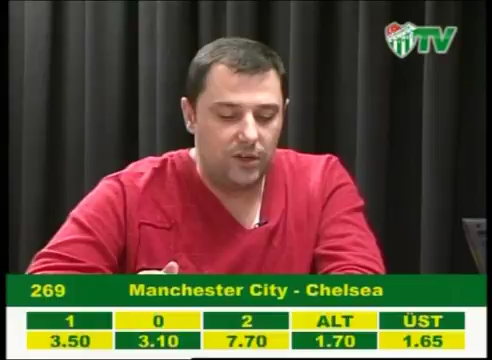 TV
269 Manchester City - Chelsea
1 0 2 ALT ÜST
3.50 3.10 7.70 1.70 1.65